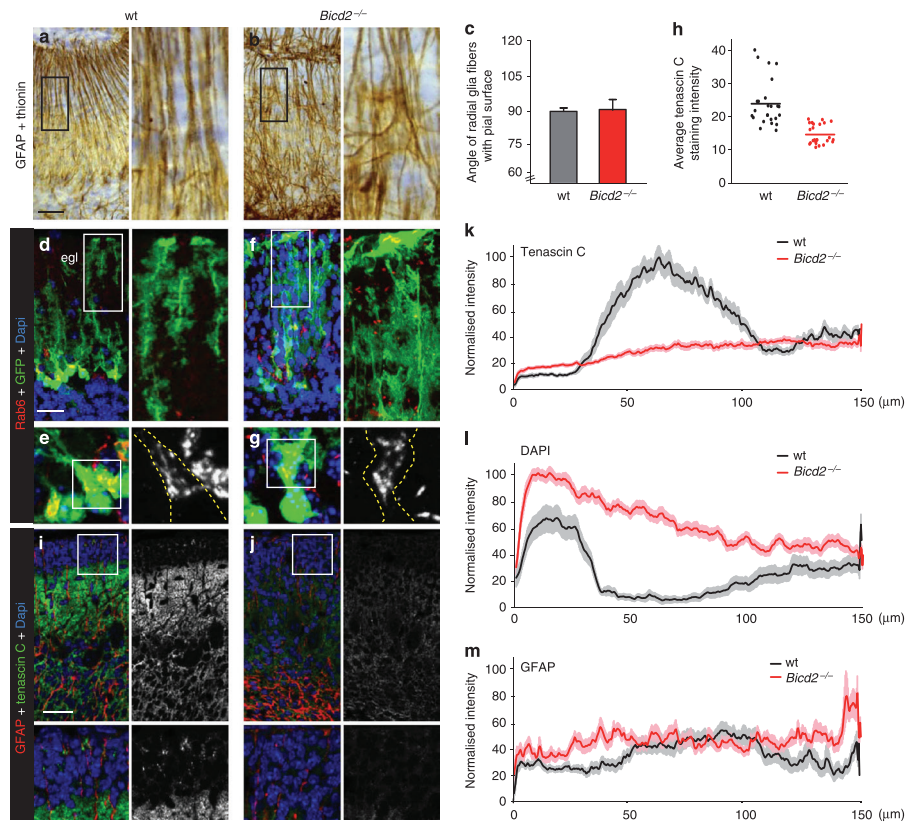 wt
Bicd2−/−
GFAP + thionin
a
b
c
Angle of radial glia fibers
with pial surface
120
105
90
75
60
wt
Bicd2−/−
h
Average tenascin C
staining intensity
40
30
20
10
0
wt
Bicd2−/−
Rab6 + GFP + Dapi
d
egl
f
e
g
GFAP + tenascin C + Dapi
i
j
k
Tenascin C
wt
Bicd2−/−
Normalised intensity
100
80
60
40
20
0
0
50
100
150 (μm)
l
DAPI
wt
Bicd2−/−
Normalised intensity
100
80
60
40
20
0
0
50
100
150 (μm)
m
GFAP
wt
Bicd2−/−
Normalised intensity
100
80
60
40
20
0
0
50
100
150 (μm)